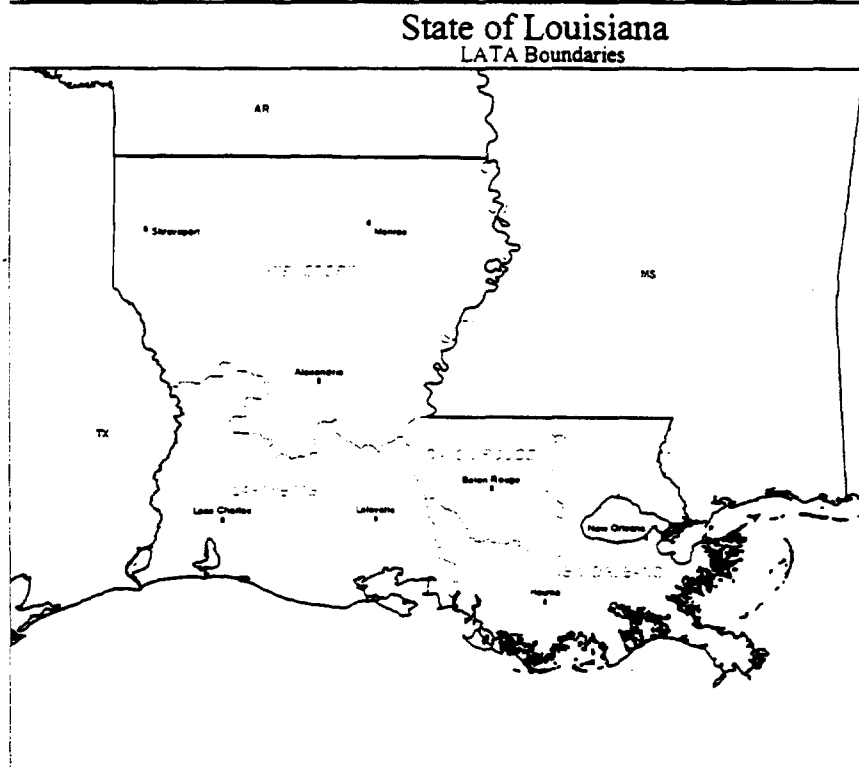 State of Louisiana
LATA Boundaries
AR
Shreveport
Monroe
MS
Alexandria
TX
Baton Rouge
Lake Charles
Lafayette
New Orleans
Houma